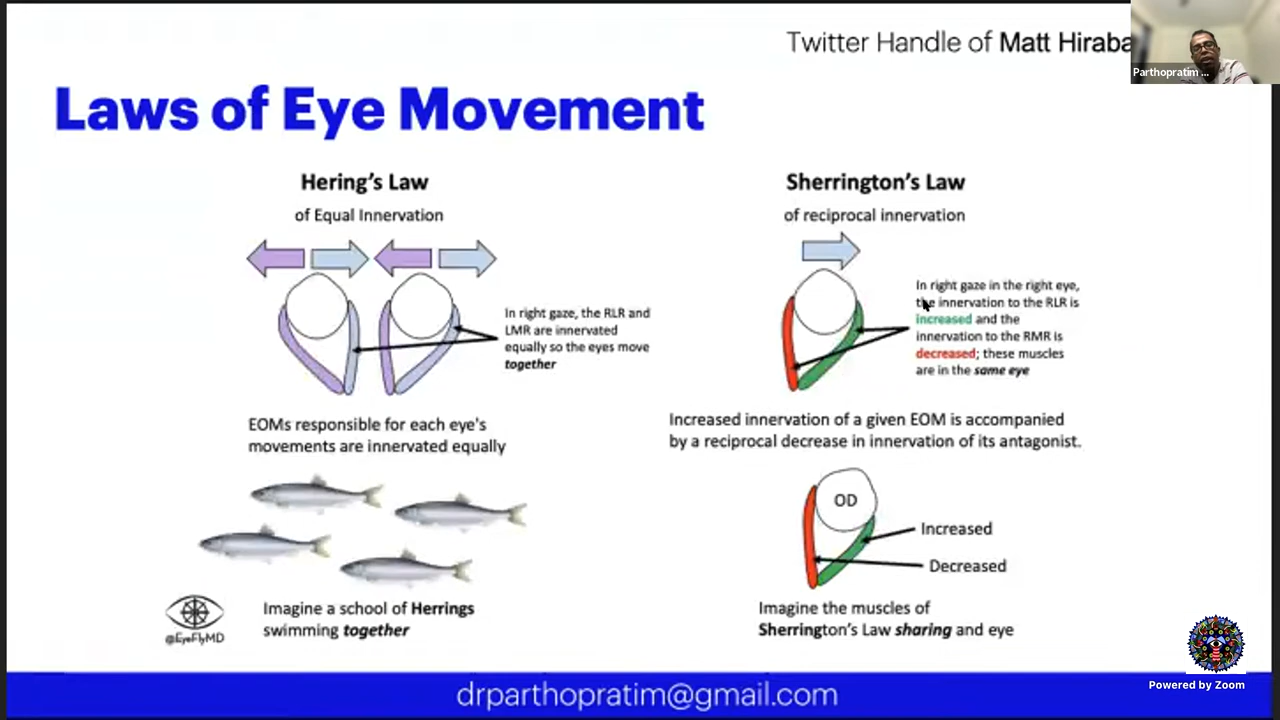 Twitter Handle of Matt Hiraba
Parthopratim ...
Laws of Eye Movement
Hering's Law
of Equal Innervation
In right gaze, the RLR and
LMR are innervated
equally so the eyes move
together
EOMs responsible for each eye's
movements are innervated equally
Imagine a school of Herrings
swimming together
@EyeFlyMD
Sherrington's Law
of reciprocal innervation
In right gaze in the right eye,
the innervation to the RLR is
increased and the
innervation to the RMR is
decreased; these muscles
are in the same eye
Increased innervation of a given EOM is accompanied
by a reciprocal decrease in innervation of its antagonist.
OD
Increased
Decreased
Imagine the muscles of
Sherrington's Law sharing and eye
Powered by Zoom
drparthopratim@gmail.com